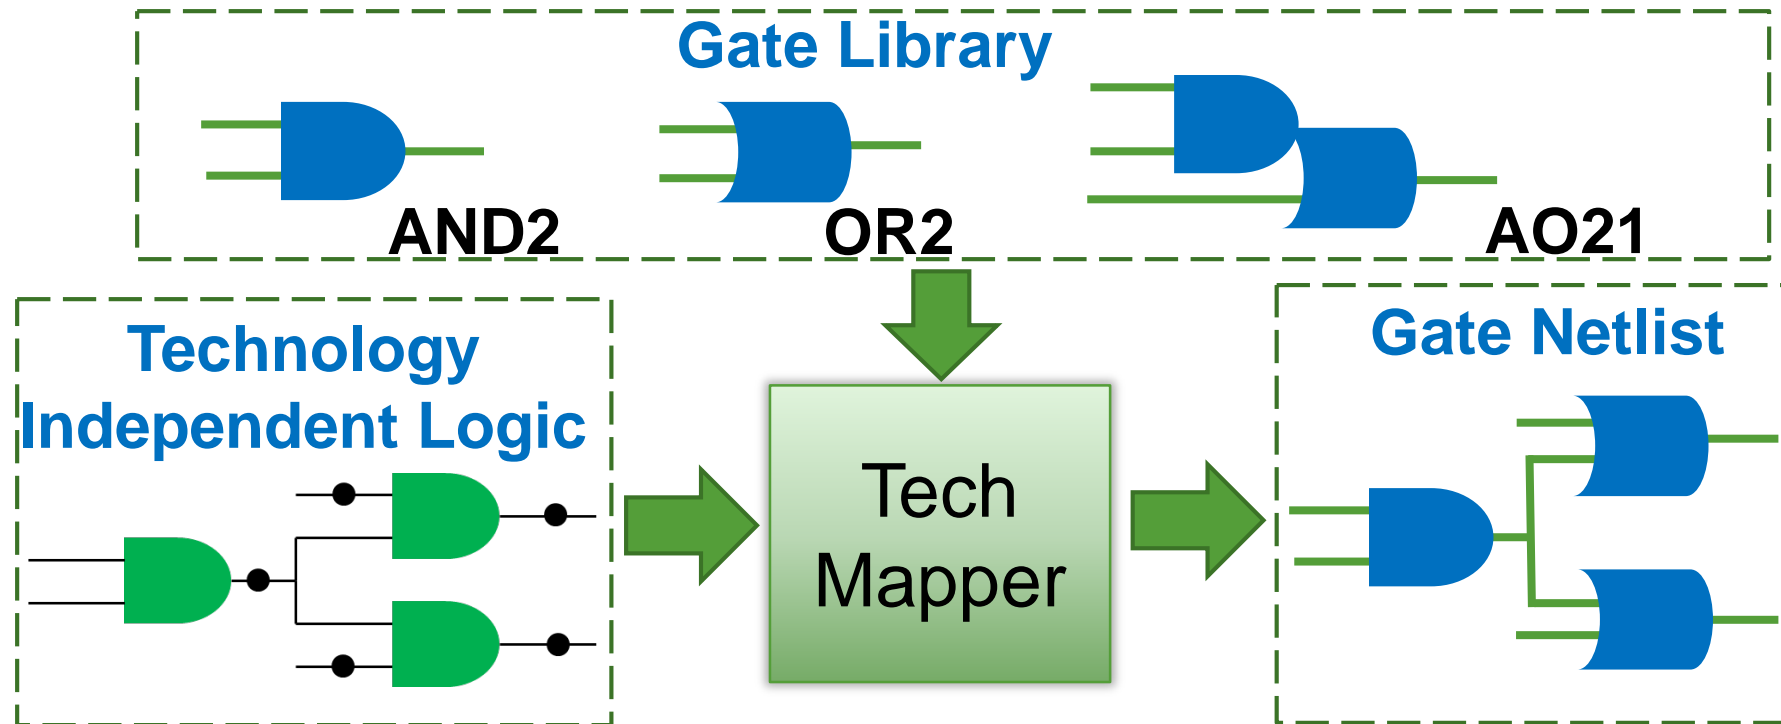 Gate Library
AND2
OR2
AO21
Technology
Independent Logic
Tech
Mapper
Gate Netlist